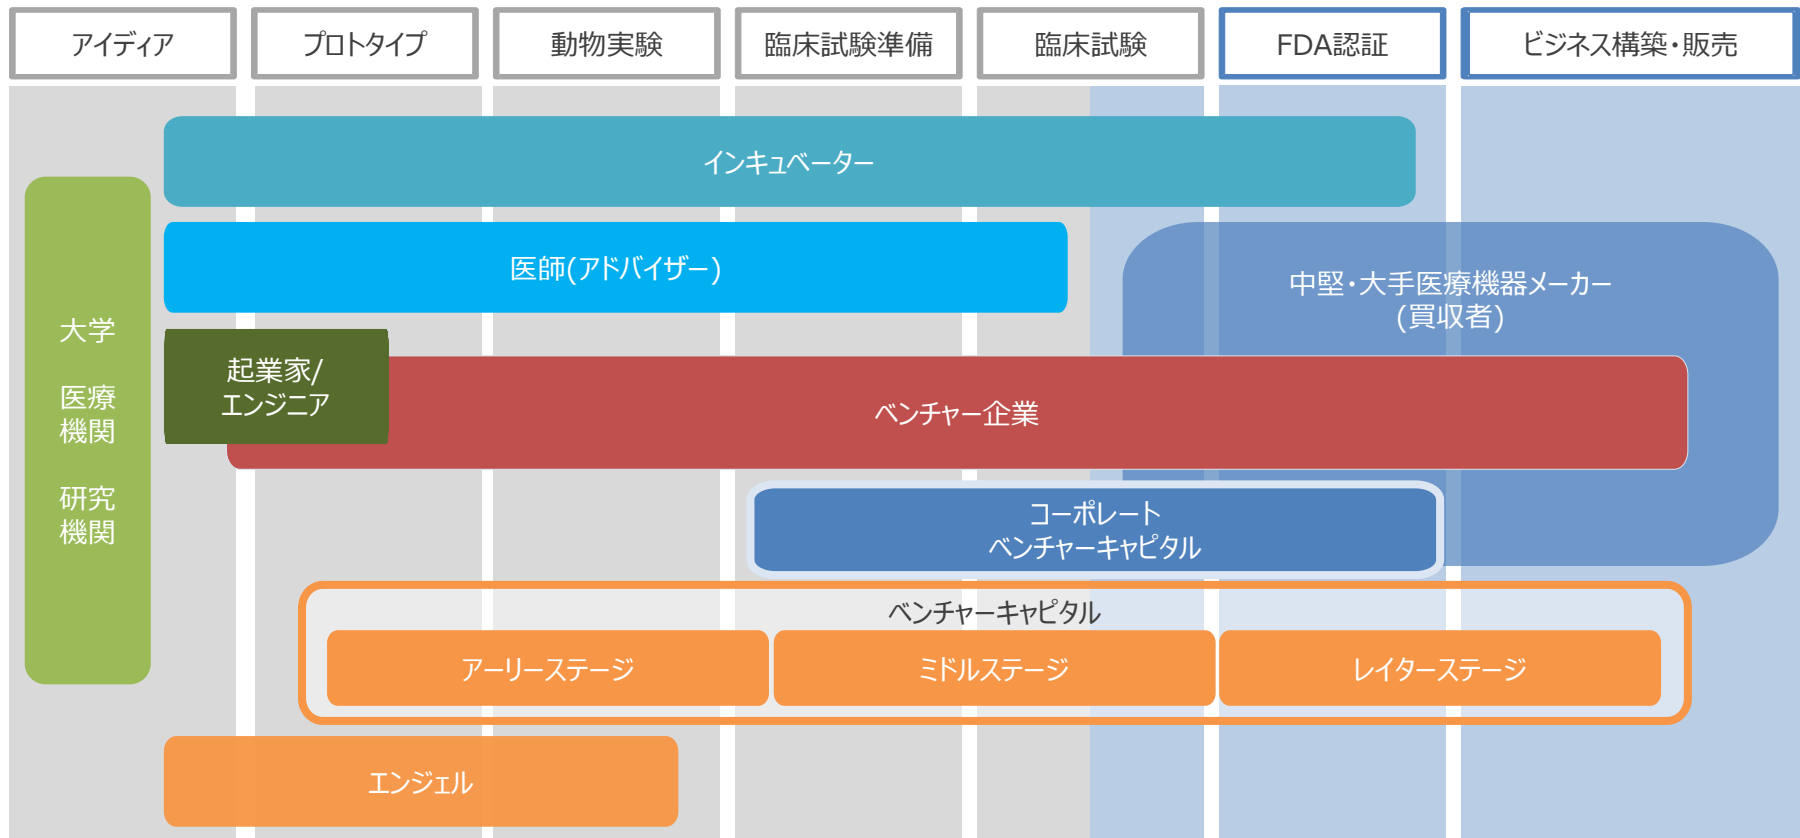 アイディア
プロトタイプ
動物実験
臨床試験準備
臨床試験
FDA認証
ビジネス構築・販売
インキュベーター
医師(アドバイザー)
中堅・大手医療機器メーカー
(買収者)
大学
医療
機関
研究
機関
起業家/
エンジニア
ベンチャー企業
コーポレート
ベンチャーキャピタル
ベンチャーキャピタル
アーリーステージ
ミドルステージ
レイターステージ
エンジェル